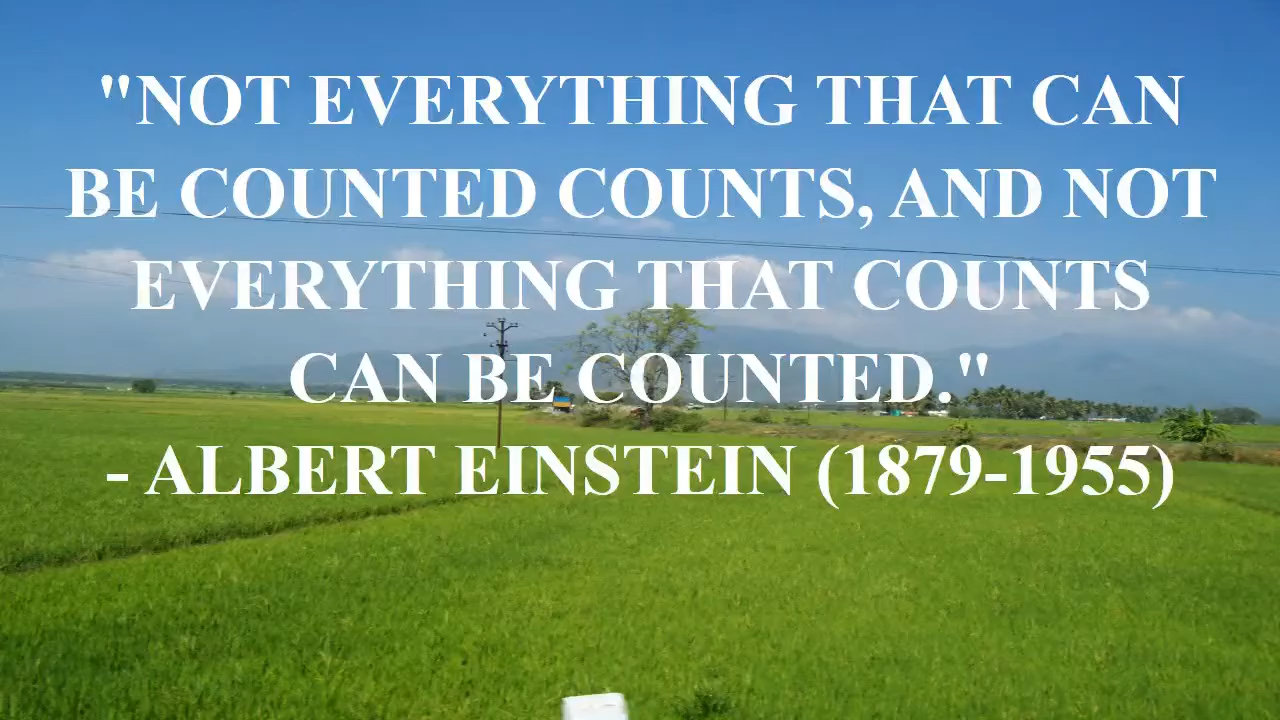 "NOT EVERYTHING THAT CAN
BE COUNTED COUNTS, AND NOT
EVERYTHING THAT COUNTS
CAN BE COUNTED."
- ALBERT EINSTEIN (1879-1955)